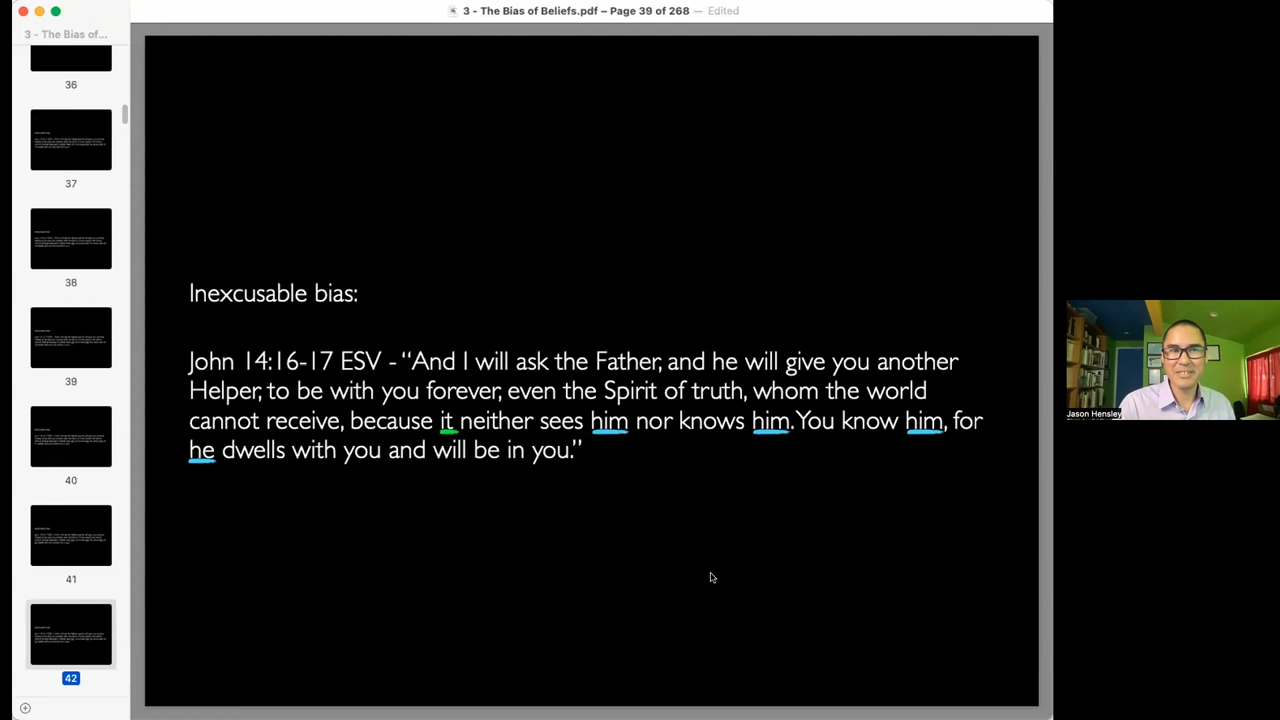 3 - The Bias of Beliefs.pdf – Page 39 of 268 — Edited
3 - The Bias of...
36
37
38
39
40
41
42
Inexcusable bias:
John 14:16-17 ESV - “And I will ask the Father, and he will give you another
Helper, to be with you forever, even the Spirit of truth, whom the world
cannot receive, because it neither sees him nor knows him. You know him, for
he dwells with you and will be in you.”
Jason Hensley